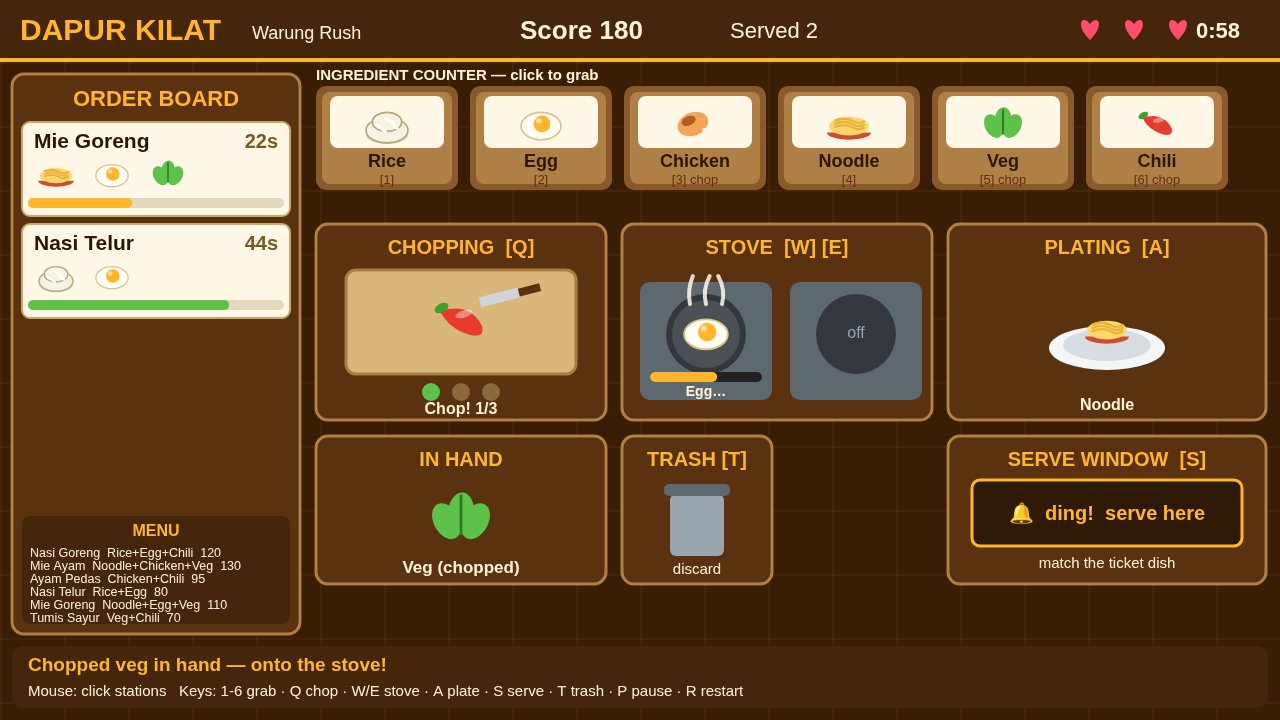 DAPUR KILAT
Warung Rush
Score 180
Served 2
0:58
ORDER BOARD
Mie Goreng 22s
Nasi Telur 44s
MENU
Nasi Goreng Rice+Egg+Chili 120
Mie Ayam Noodle+Chicken+Veg 130
Ayam Pedas Chicken+Chili 95
Nasi Telur Rice+Egg 80
Mie Goreng Noodle+Egg+Veg 110
Tumis Sayur Veg+Chili 70
INGREDIENT COUNTER — click to grab
Rice
[1]
Egg
[2]
Chicken
[3] chop
Noodle
[4]
Veg
[5] chop
Chili
[6] chop
CHOPPING [Q]
Chop! 1/3
STOVE [W] [E]
Egg…
off
PLATING [A]
Noodle
IN HAND
Veg (chopped)
TRASH [T]
discard
SERVE WINDOW [S]
🔔 ding! serve here
match the ticket dish
Chopped veg in hand — onto the stove!
Mouse: click stations Keys: 1-6 grab · Q chop · W/E stove · A plate · S serve · T trash · P pause · R restart